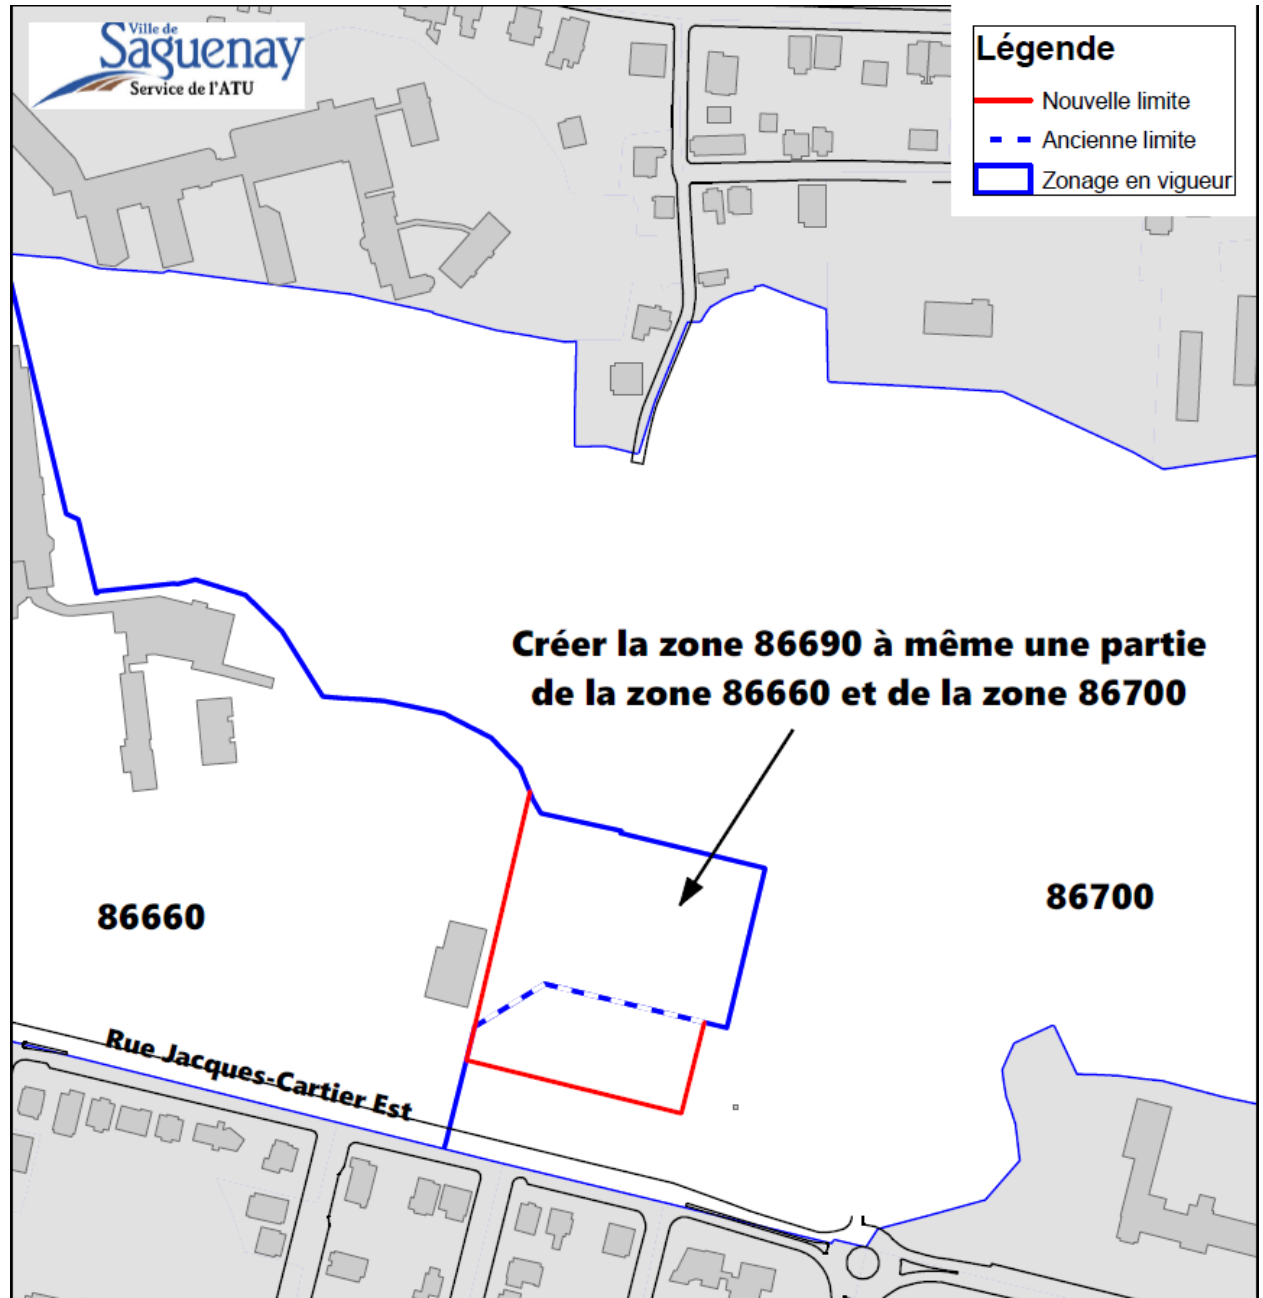 Ville de
Saguenay
Service de l'ATU
Légende
Nouvelle limite
Ancienne limite
Zonage en vigueur
Créer la zone 86690 à même une partie
de la zone 86660 et de la zone 86700
86660
86700
Rue Jacques-Cartier Est